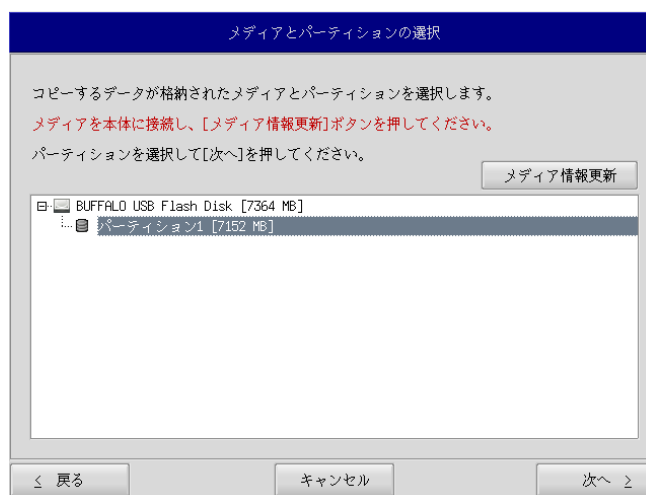 メディアとパーティションの選択
コピーするデータが格納されたメディアとパーティションを選択します。
メディアを本体に接続し、[メディア情報更新]ボタンを押してください。
パーティションを選択して[次へ]を押してください。
メディア情報更新
BUFFALO USB Flash Disk [7364 MB]
パーティション1 [7152 MB]
< 戻る
キャンセル
次へ >